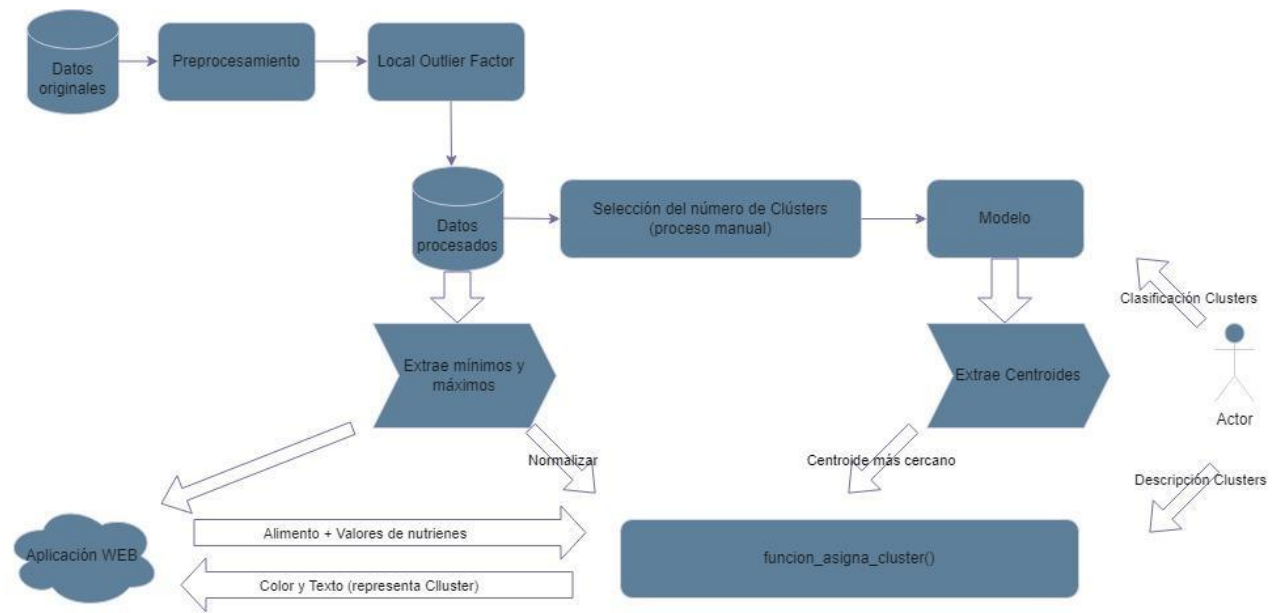 Datos
originales
Preprocesamiento
Local Outlier Factor
Datos
procesados
Selección del número de Clústers
(proceso manual)
Modelo
Clasificación Clusters
Extrae mínimos y
máximos
Extrae Centroides
Actor
Normalizar
Centroide más cercano
Descripción Clusters
Aplicación WEB
Alimento + Valores de nutrienes
Color y Texto (representa Clluster)
funcion_asigna_cluster()